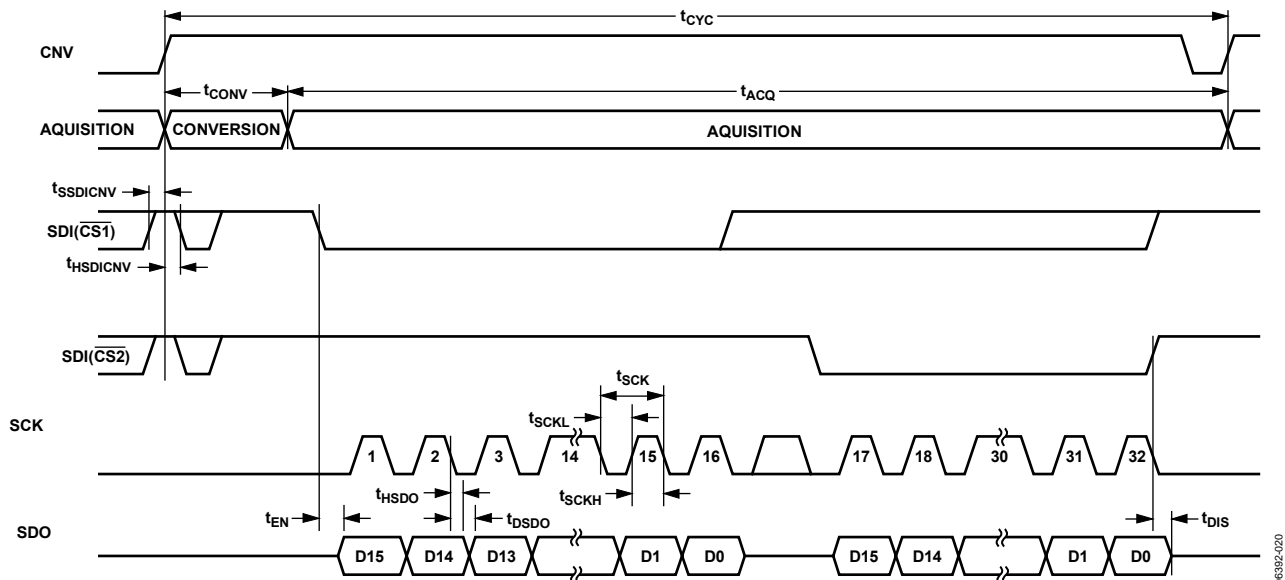 tCYC
CNV
tCONV
tACQ
AQUISITION CONVERSION AQUISITION
tSSDICNV
SDI(CS1)
tHSDICNV
SDI(CS2)
tSCK
tSCKL
SCK
1 2 3 14 15 16 17 18 30 31 32
tHSDO
tSCKH
tEN
tDSDO
tDIS
SDO
D15 D14 D13 D1 D0 D15 D14 D1 D0
6392-020